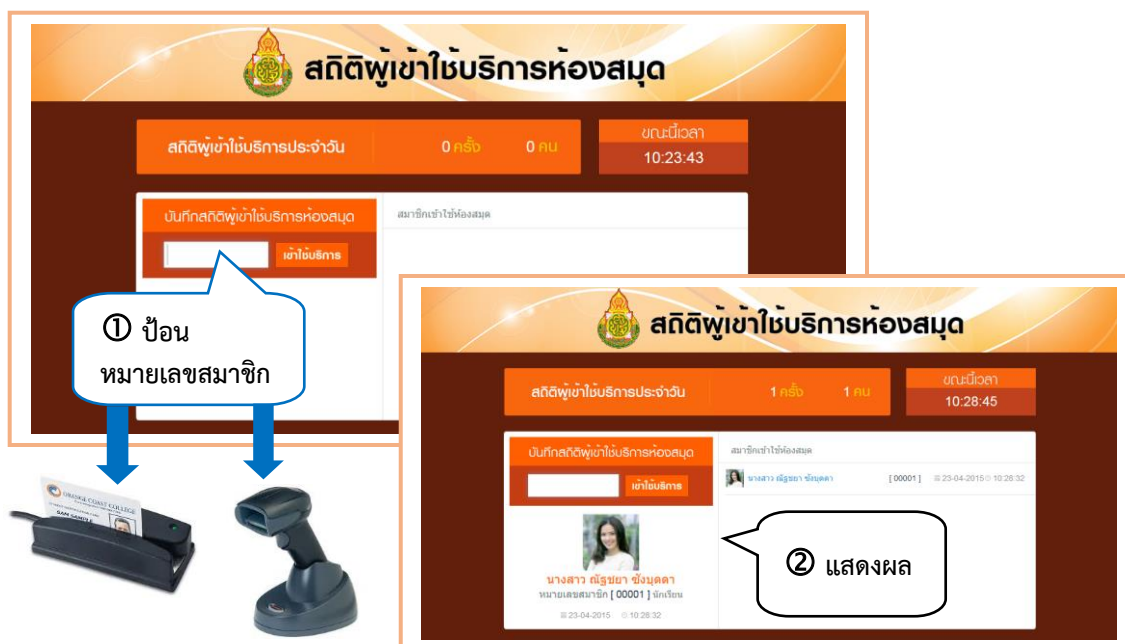 สถิติผู้เข้าใช้บริการห้องสมุด
สถิติผู้เข้าใช้บริการประจำวัน 0 ครั้ง 0 คน
ขณะนี้เวลา
10:23:43
บันทึกสถิติผู้เข้าใช้บริการห้องสมุด
สมาชิกเข้าใช้ห้องสมุด
เข้าใช้บริการ
① ป้อน
หมายเลขสมาชิก
ORANGE COAST COLLEGE
SAM SAMPLE
สถิติผู้เข้าใช้บริการห้องสมุด
สถิติผู้เข้าใช้บริการประจำวัน 1 ครั้ง 1 คน
ขณะนี้เวลา
10:28:45
บันทึกสถิติผู้เข้าใช้บริการห้องสมุด
สมาชิกเข้าใช้ห้องสมุด
เข้าใช้บริการ
นางสาว ณัฐชยา ชังบุคดา [ 00001 ] 23-04-2015 10:28:32
นางสาว ณัฐชยา ชังบุคดา
หมายเลขสมาชิก [ 00001 ] นักเรียน
23-04-2015 10:28:32
② แสดงผล